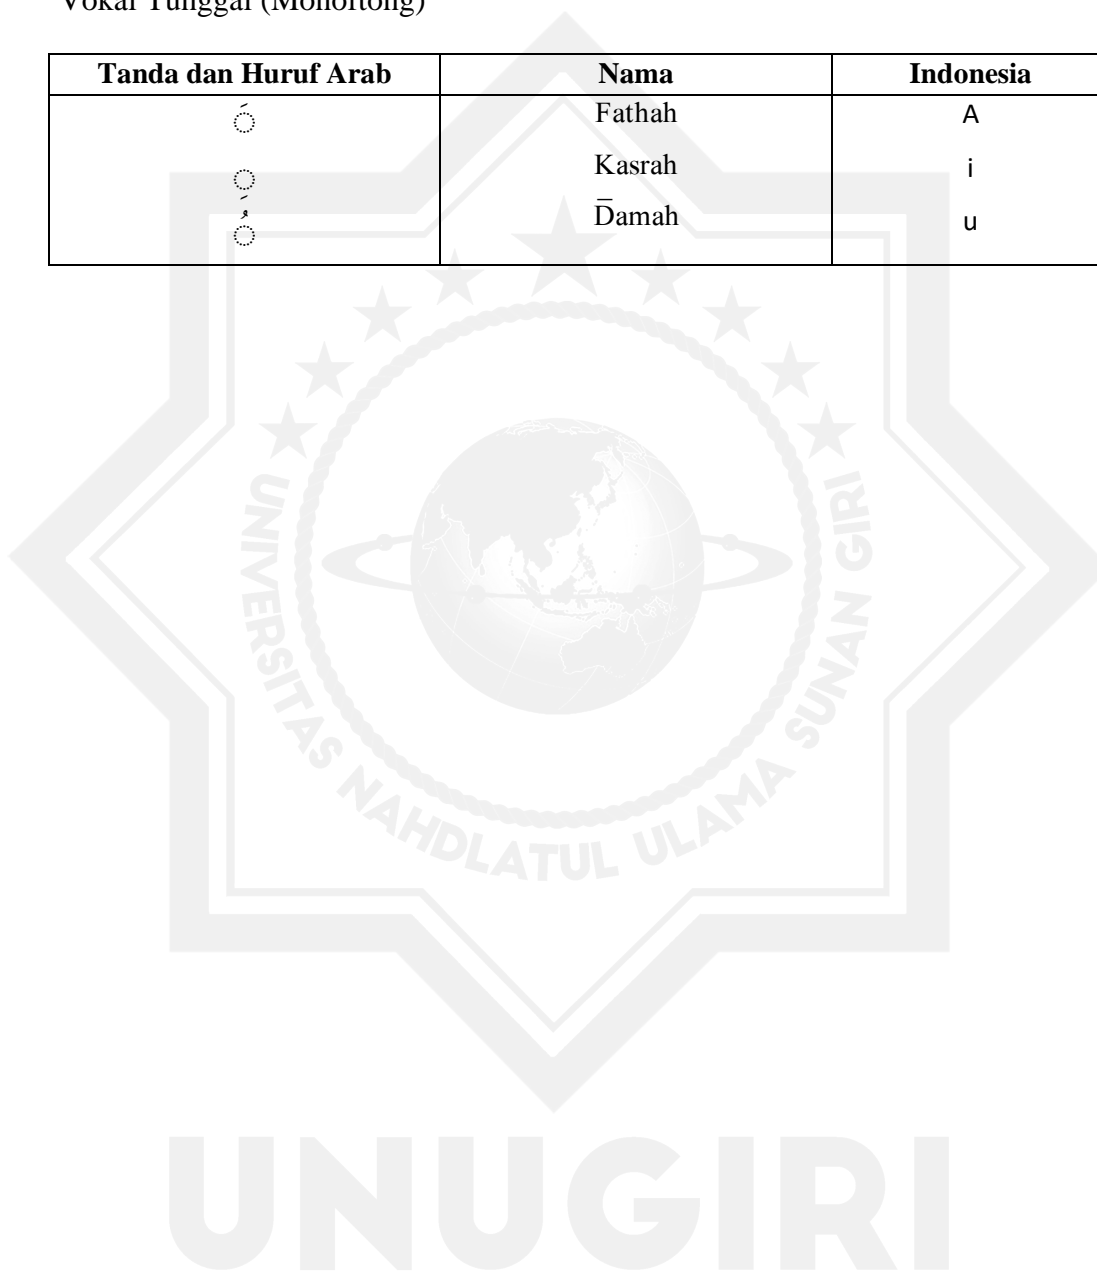 Vokal Tunggal (Monoftong)
Tanda dan Huruf Arab Nama Indonesia
◌َ Fathah A
◌ِ Kasrah i
◌ُ D̅amah u
UNIVERSITAS NAHDLATUL ULAMA SUNAN GIRI
UNUGIRI